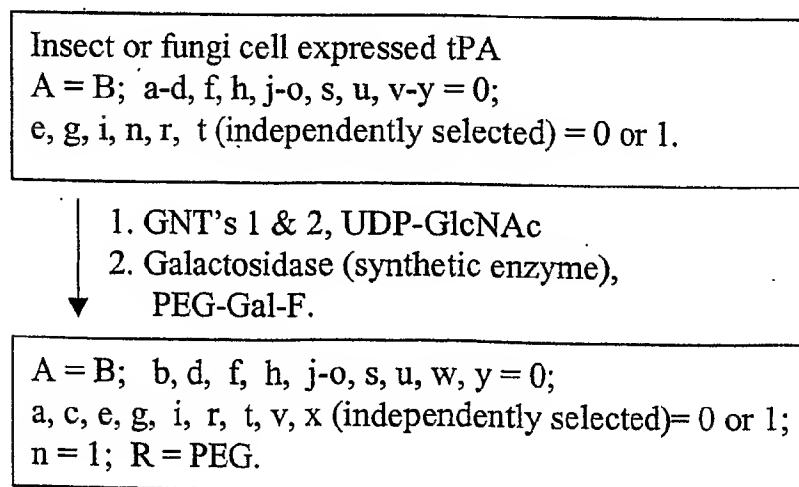 Insect or fungi cell expressed tPA
A = B; a-d, f, h, j-o, s, u, v-y = 0;
e, g, i, n, r, t (independently selected) = 0 or 1.
1. GNT's 1 & 2, UDP-GlcNAc
2. Galactosidase (synthetic enzyme),
PEG-Gal-F.
A = B; b, d, f, h, j-o, s, u, w, y = 0;
a, c, e, g, i, r, t, v, x (independently selected)= 0 or 1;
n = 1; R = PEG.